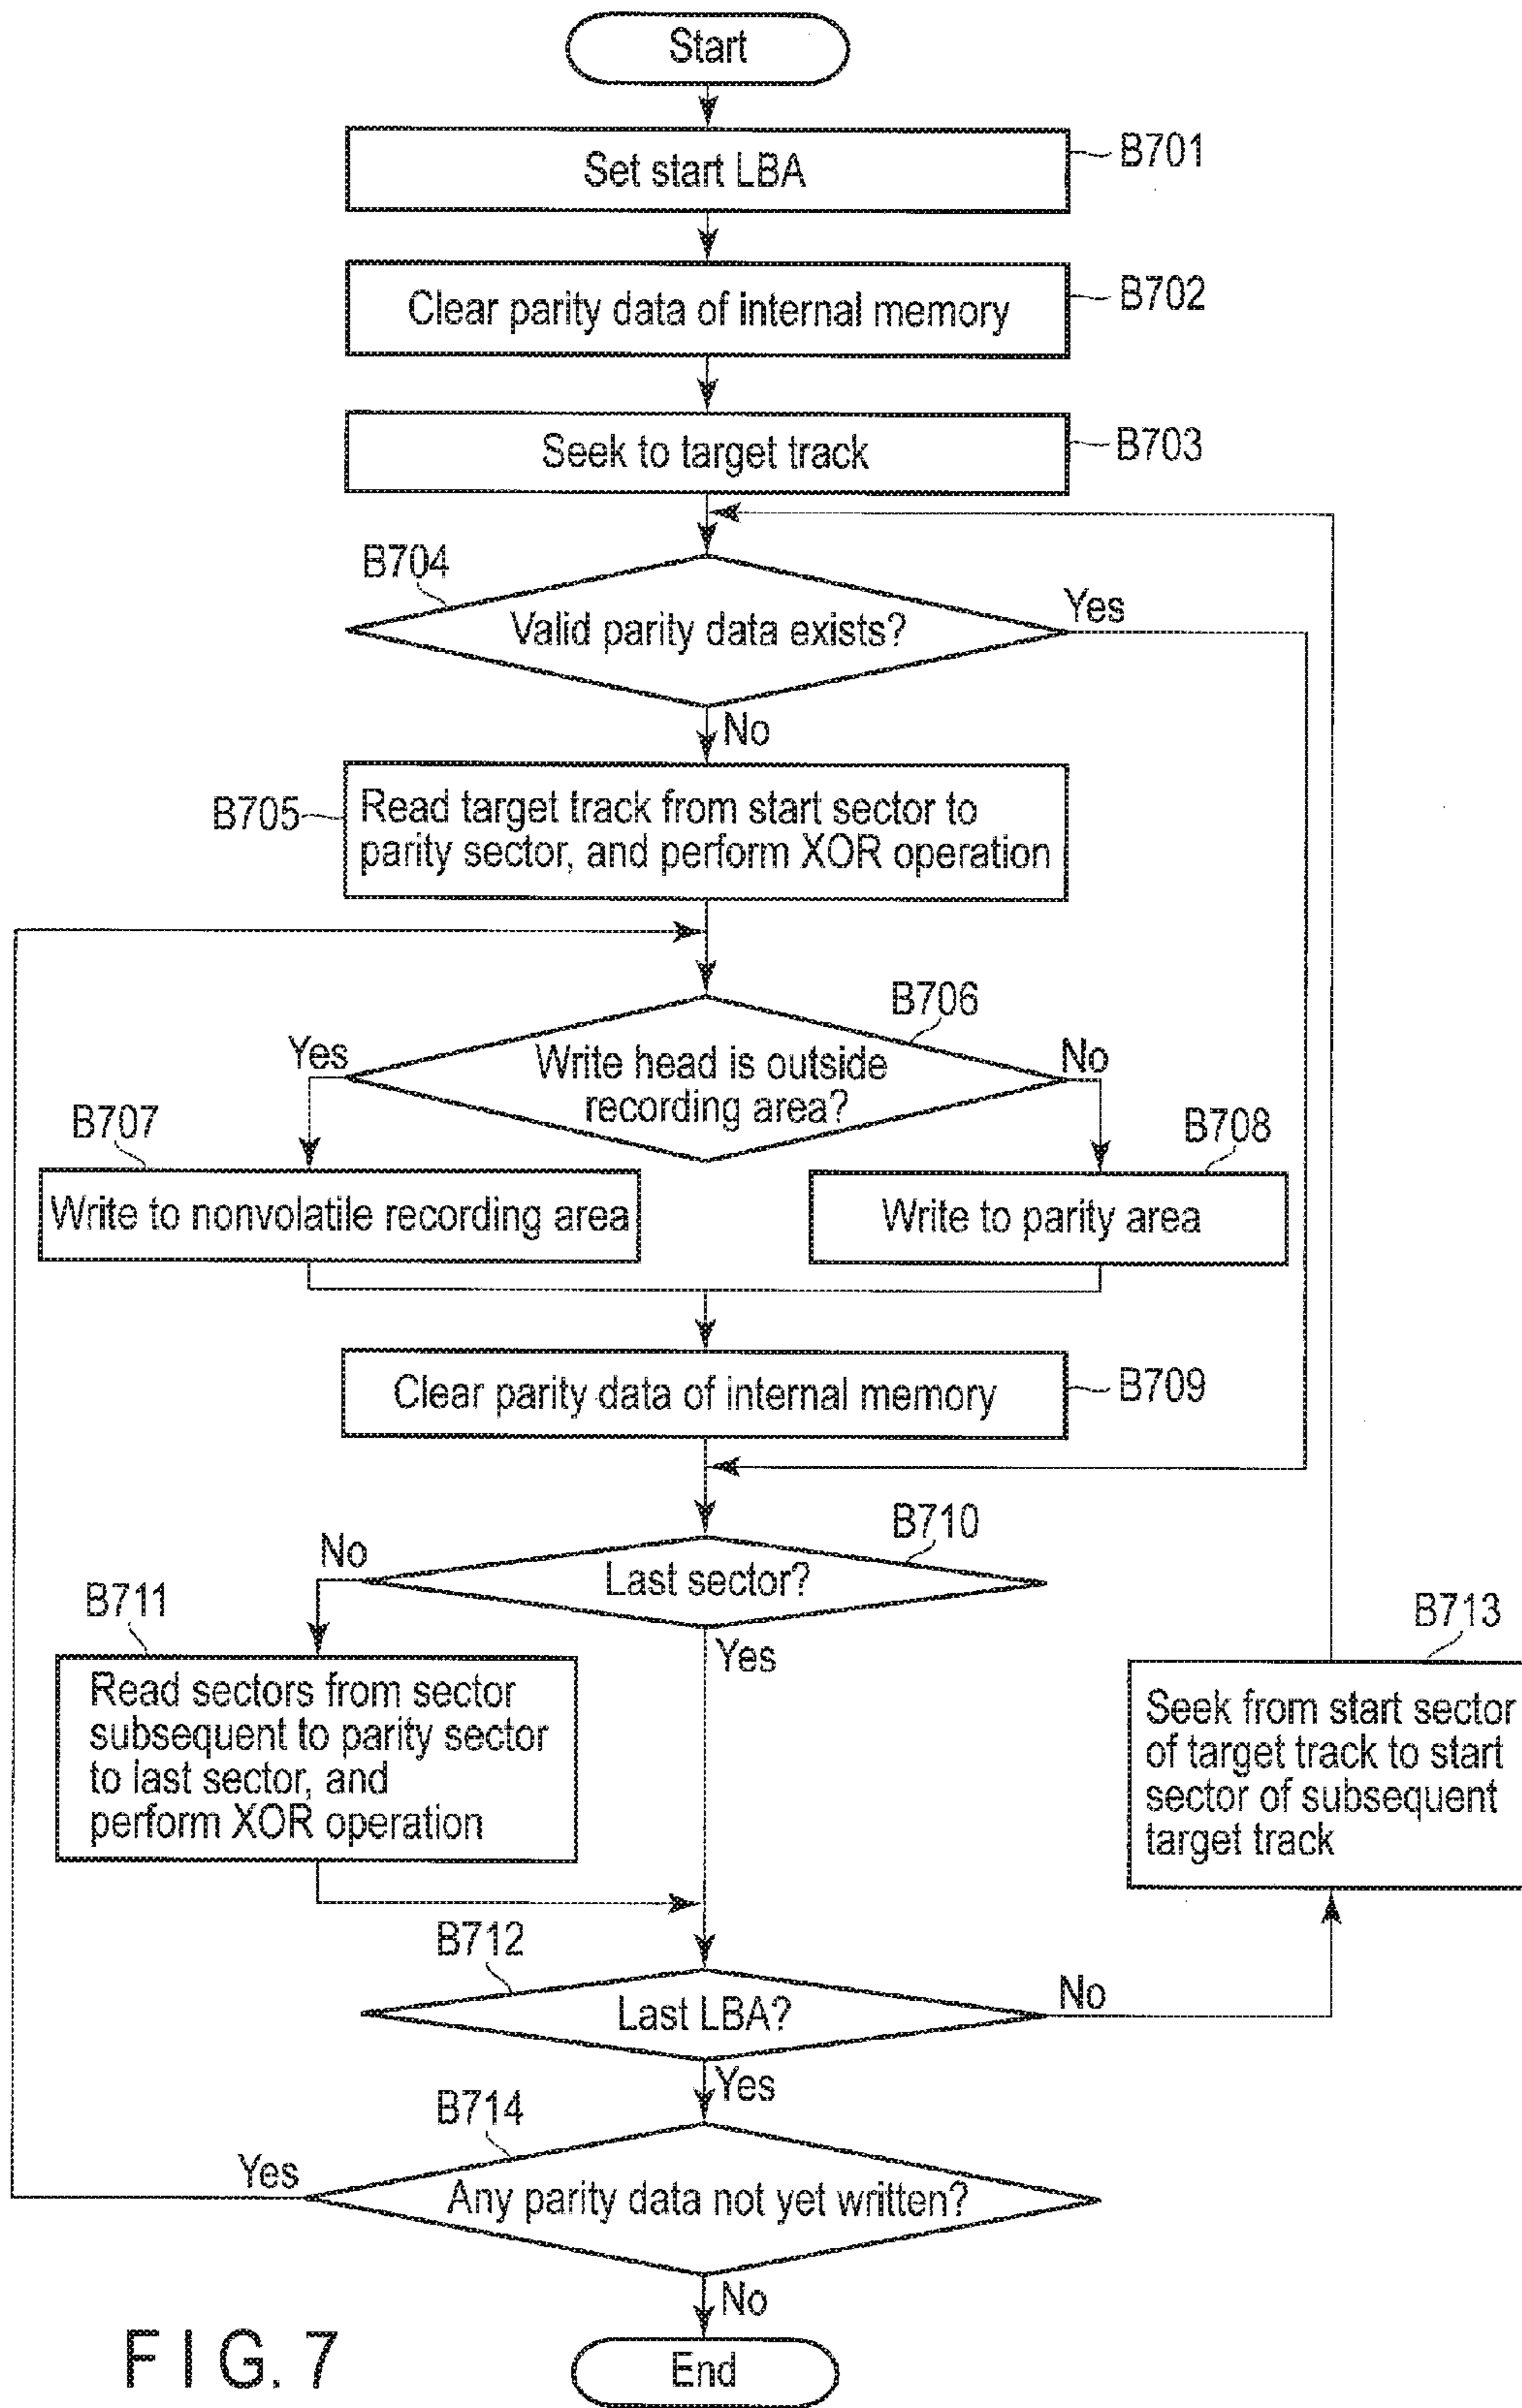 Start
Set start LBA
B701
Clear parity data of internal memory
B702
Seek to target track
B703
B704
Valid parity data exists?
Yes
No
B705
Read target track from start sector to
parity sector, and perform XOR operation
B706
Yes
Write head is outside
recording area?
No
B707
Write to nonvolatile recording area
B708
Write to parity area
Clear parity data of internal memory
B709
B710
No
Last sector?
Yes
B711
Read sectors from sector
subsequent to parity sector
to last sector, and
perform XOR operation
B713
Seek from start sector
of target track to start
sector of subsequent
target track
B712
Last LBA?
No
Yes
B714
Yes
Any parity data not yet written?
No
End
FIG. 7